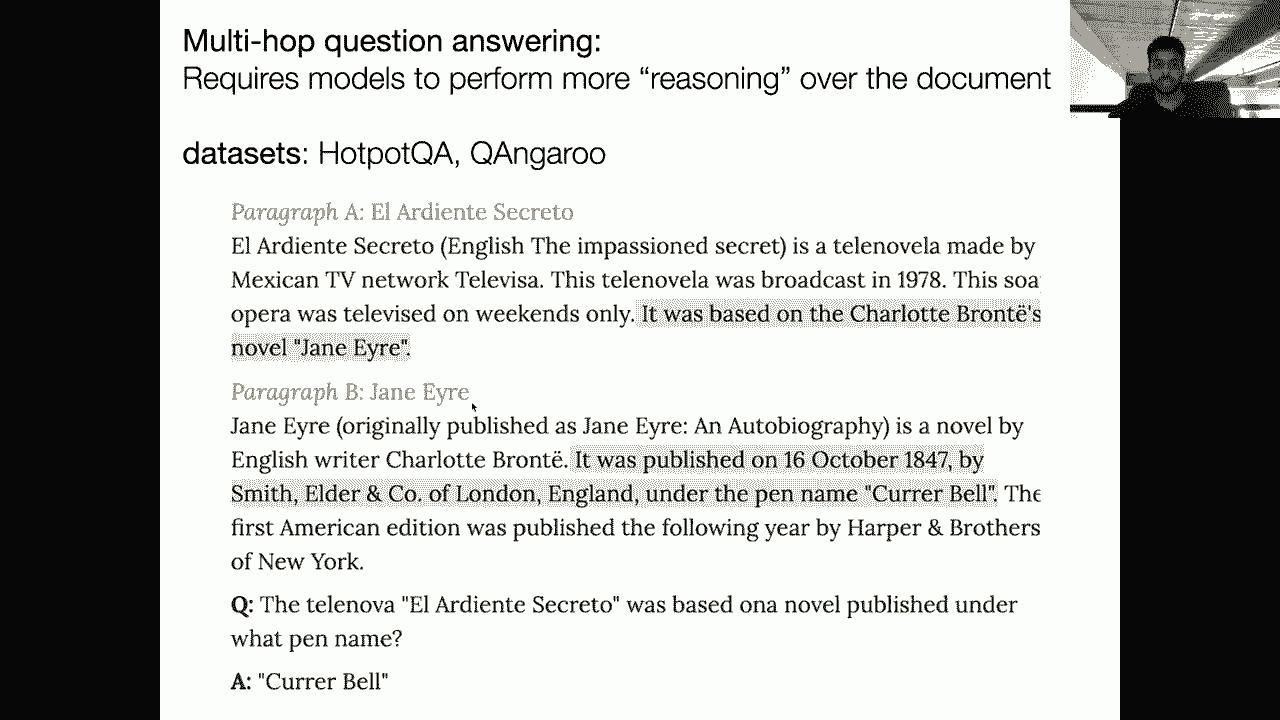 Multi-hop question answering:
Requires models to perform more “reasoning” over the document
datasets: HotpotQA, QAngaroo
Paragraph A: El Ardiente Secreto
El Ardiente Secreto (English The impassioned secret) is a telenovela made by
Mexican TV network Televisa. This telenovela was broadcast in 1978. This soa
opera was televised on weekends only. It was based on the Charlotte Brontë's
novel "Jane Eyre".
Paragraph B: Jane Eyre
Jane Eyre (originally published as Jane Eyre: An Autobiography) is a novel by
English writer Charlotte Brontë. It was published on 16 October 1847, by
Smith, Elder & Co. of London, England, under the pen name "Currer Bell". The
first American edition was published the following year by Harper & Brothers
of New York.
Q: The telenova "El Ardiente Secreto" was based ona novel published under
what pen name?
A: "Currer Bell"